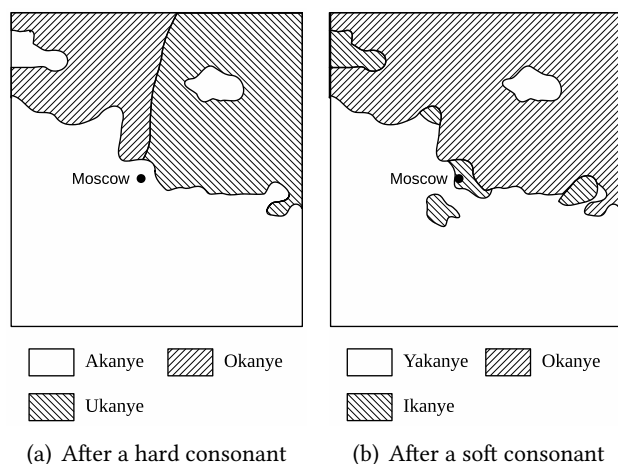 Moscow
Moscow
Akanye
Okanye
Ukanye
Yakanye
Okanye
Ikanye
(a) After a hard consonant
(b) After a soft consonant